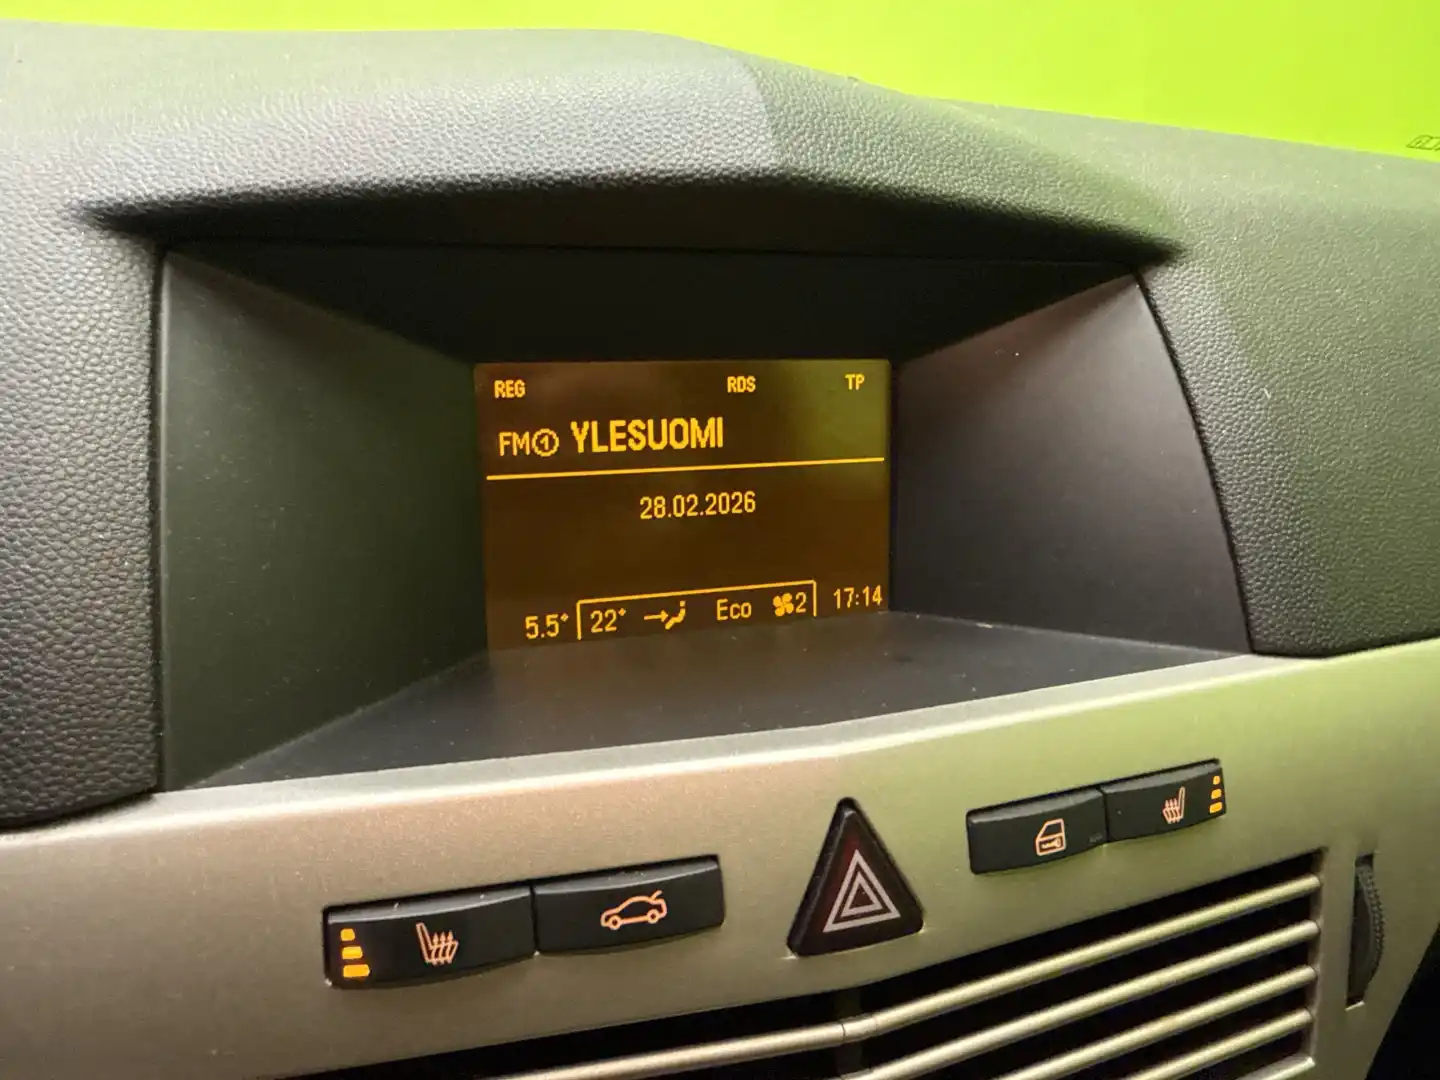 REG RDS TP
FM1 YLESUOMI
28.02.2026
5.5° 22° Eco 2 17:14